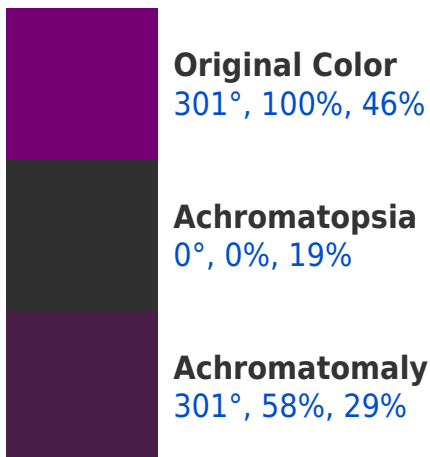 Original Color
301°, 100%, 46%
Achromatopsia
0°, 0%, 19%
Achromatomaly
301°, 58%, 29%